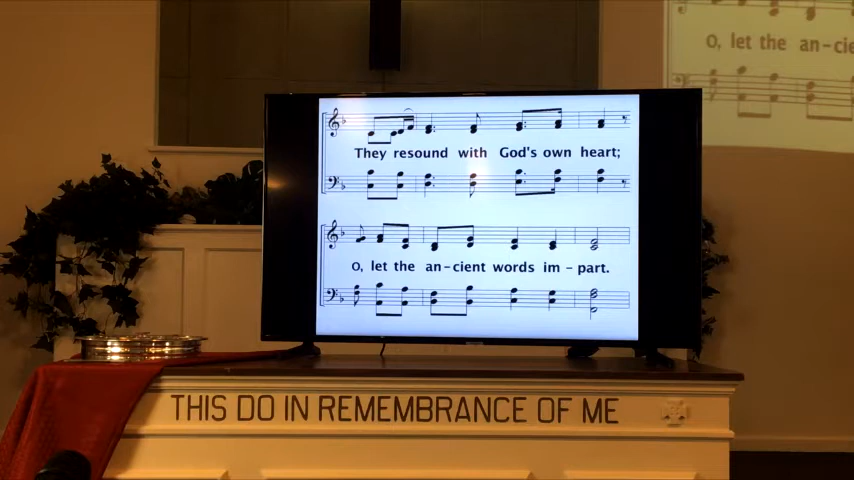 O, let the an-cie
They resound with God's own heart;
O, let the an-cient words im-part.
THIS DO IN REMEMBRANCE OF ME